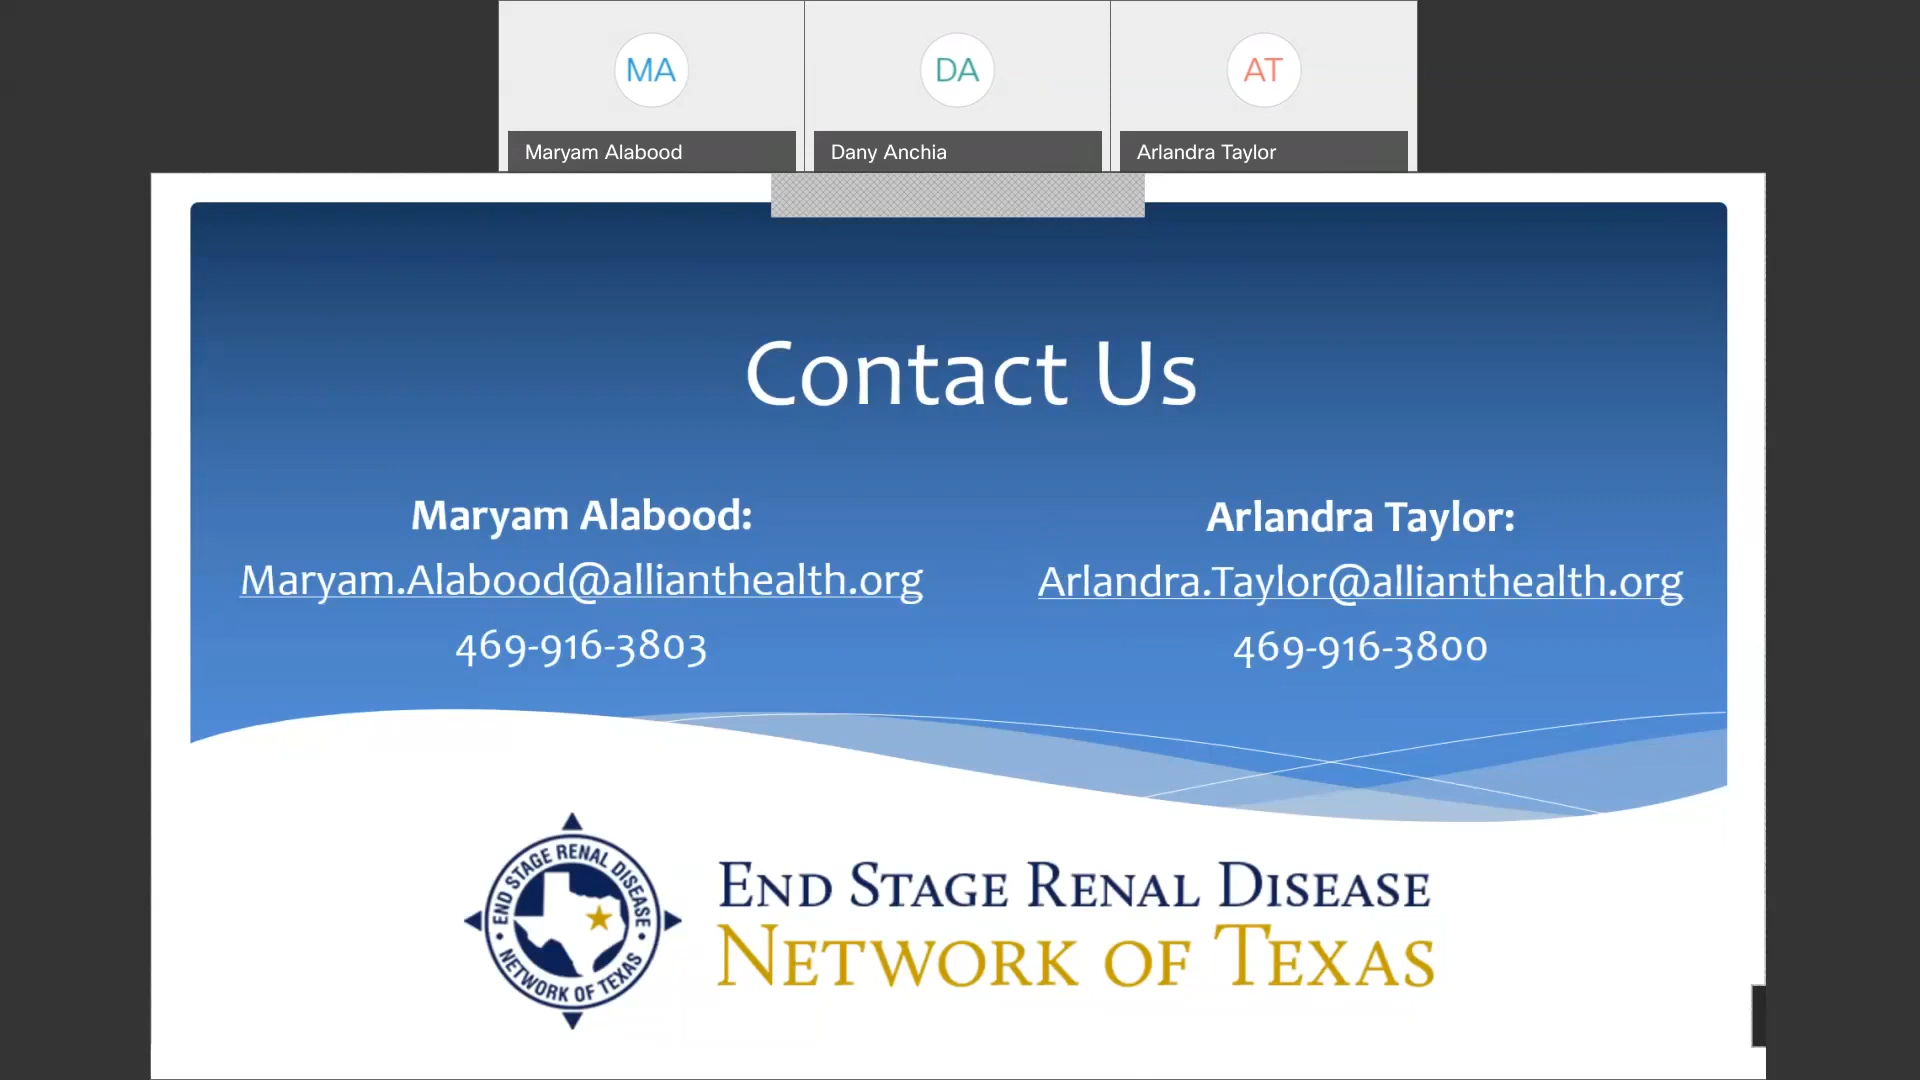 MA
DA
AT
Maryam Alabood
Dany Anchia
Arlandra Taylor
Contact Us
Maryam Alabood:
Maryam.Alabood@allianthealth.org
469-916-3803
Arlandra Taylor:
Arlandra.Taylor@allianthealth.org
469-916-3800
END STAGE RENAL DISEASE
NETWORK OF TEXAS
END STAGE RENAL DISEASE
NETWORK OF TEXAS